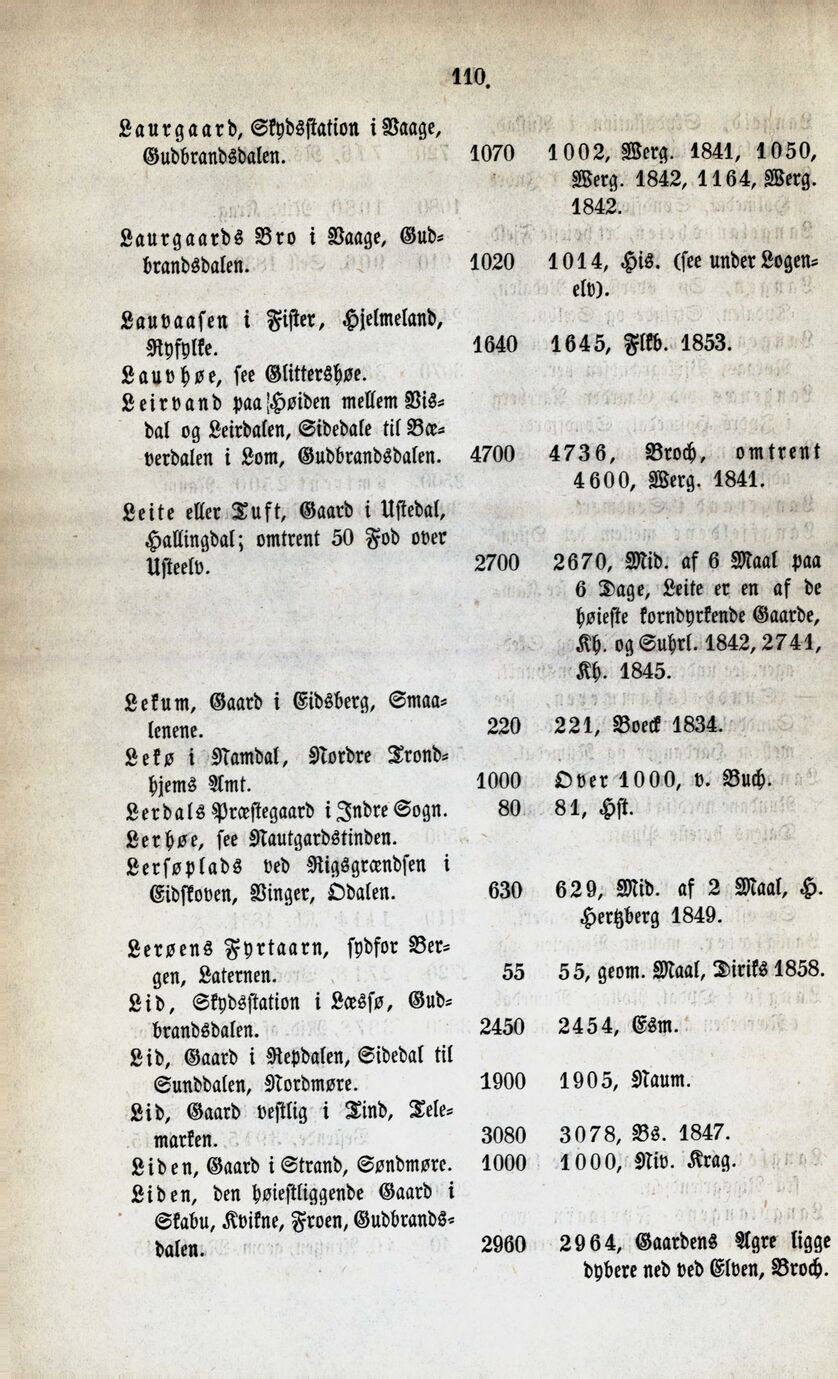 110.
Laurgaard, Skydsstation i Vaage,
Gudbrandsdalen. 1070 1002, Werg. 1841, 1050,
Werg. 1842, 1164, Werg.
1842.
Laurgaards Bro i Vaage, Gud-
brandsdalen. 1020 1014, His. (see under Logen-
elv).
Lauvaasen i Fister, Hjelmeland,
Ryfylke. 1640 1645, Flkb. 1853.
Lauvhøe, see Glittershøe.
Leirvand paa Høiden mellem Vis-
dal og Leirdalen, Sidedale til Bæ-
verdalen i Lom, Gudbrandsdalen. 4700 4736, Broch, omtrent
4600, Werg. 1841.
Leite eller Tuft, Gaard i Ustedal,
Hallingdal; omtrent 50 Fod over
Usteelv. 2700 2670, Mid. af 6 Maal paa
6 Dage, Leite er en af de
høieste korndyrkende Gaarde,
Kh. og Suhrl. 1842, 2741,
Kh. 1845.
Lekum, Gaard i Eidsberg, Smaa-
lenene. 220 221, Boeck 1834.
Lekø i Namdal, Nordre Trond-
hjems Amt. 1000 Over 1000, v. Buch.
Lerdals Præstegaard i Indre Sogn. 80 81, Hst.
Lerhøe, see Nautgardstinden.
Lersøplads ved Rigsgrændsen i
Eidskoven, Vinger, Odalen. 630 629, Mid. af 2 Maal, H.
Hertzberg 1849.
Lerøens Fyrtaarn, sydfor Ber-
gen, Laternen. 55 55, geom. Maal, Diriks 1858.
Lid, Skydsstation i Læssø, Gud-
brandsdalen. 2450 2454, Esm.
Lid, Gaard i Repdalen, Sidedal til
Sunddalen, Nordmøre. 1900 1905, Naum.
Lid, Gaard vestlig i Tind, Tele-
marken. 3080 3078, Bs. 1847.
Liden, Gaard i Strand, Søndmøre. 1000 1000, Niv. Krag.
Liden, den høiestliggende Gaard i
Skabu, Kvikne, Froen, Gudbrands-
dalen. 2960 2964, Gaardens Agre ligge
dybere ned ved Elven, Broch.